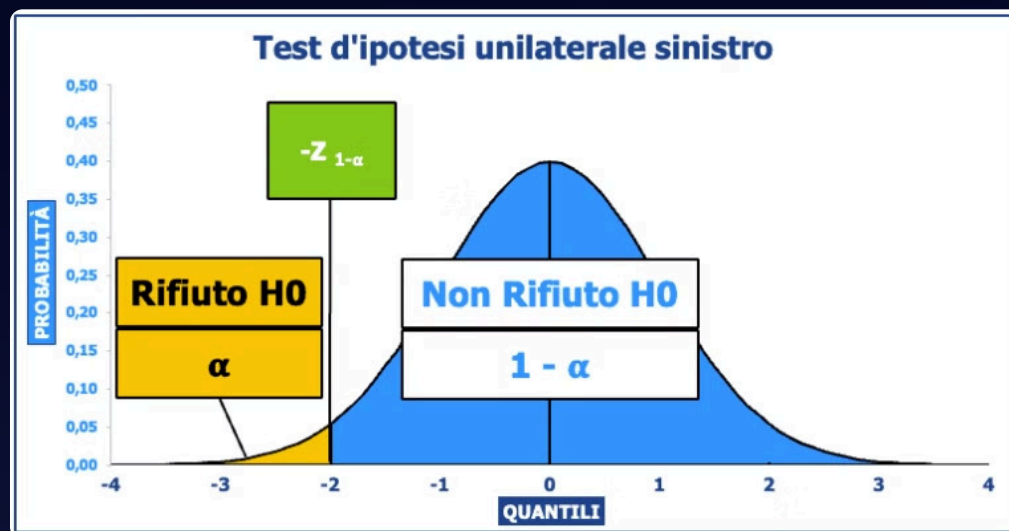 Test d'ipotesi unilaterale sinistro
0,50
0,45
0,40
0,35
0,30
0,25
0,20
0,15
0,10
0,05
0,00
PROBABILITÀ
-Z 1-α
Rifiuto H0
α
Non Rifiuto H0
1 - α
-4 -3 -2 -1 0 1 2 3 4
QUANTILI